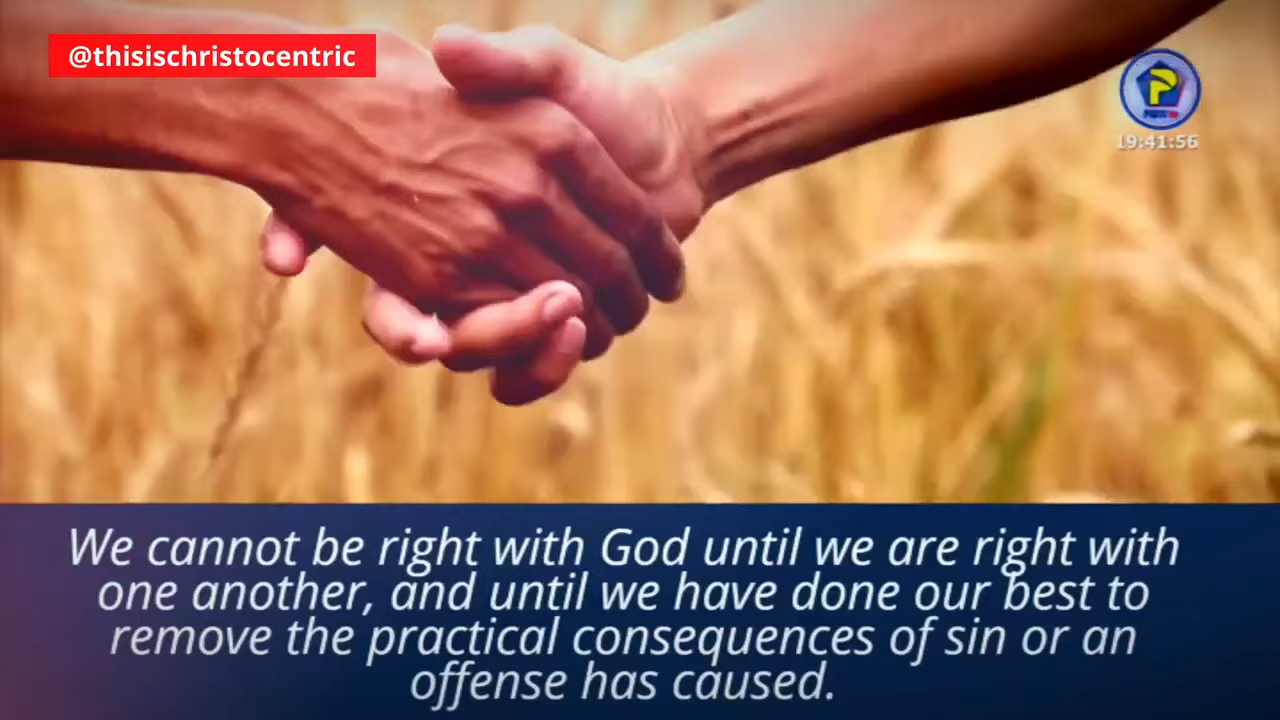 @thisischristocentric
19:41:56
We cannot be right with God until we are right with
one another, and until we have done our best to
remove the practical consequences of sin or an
offense has caused.